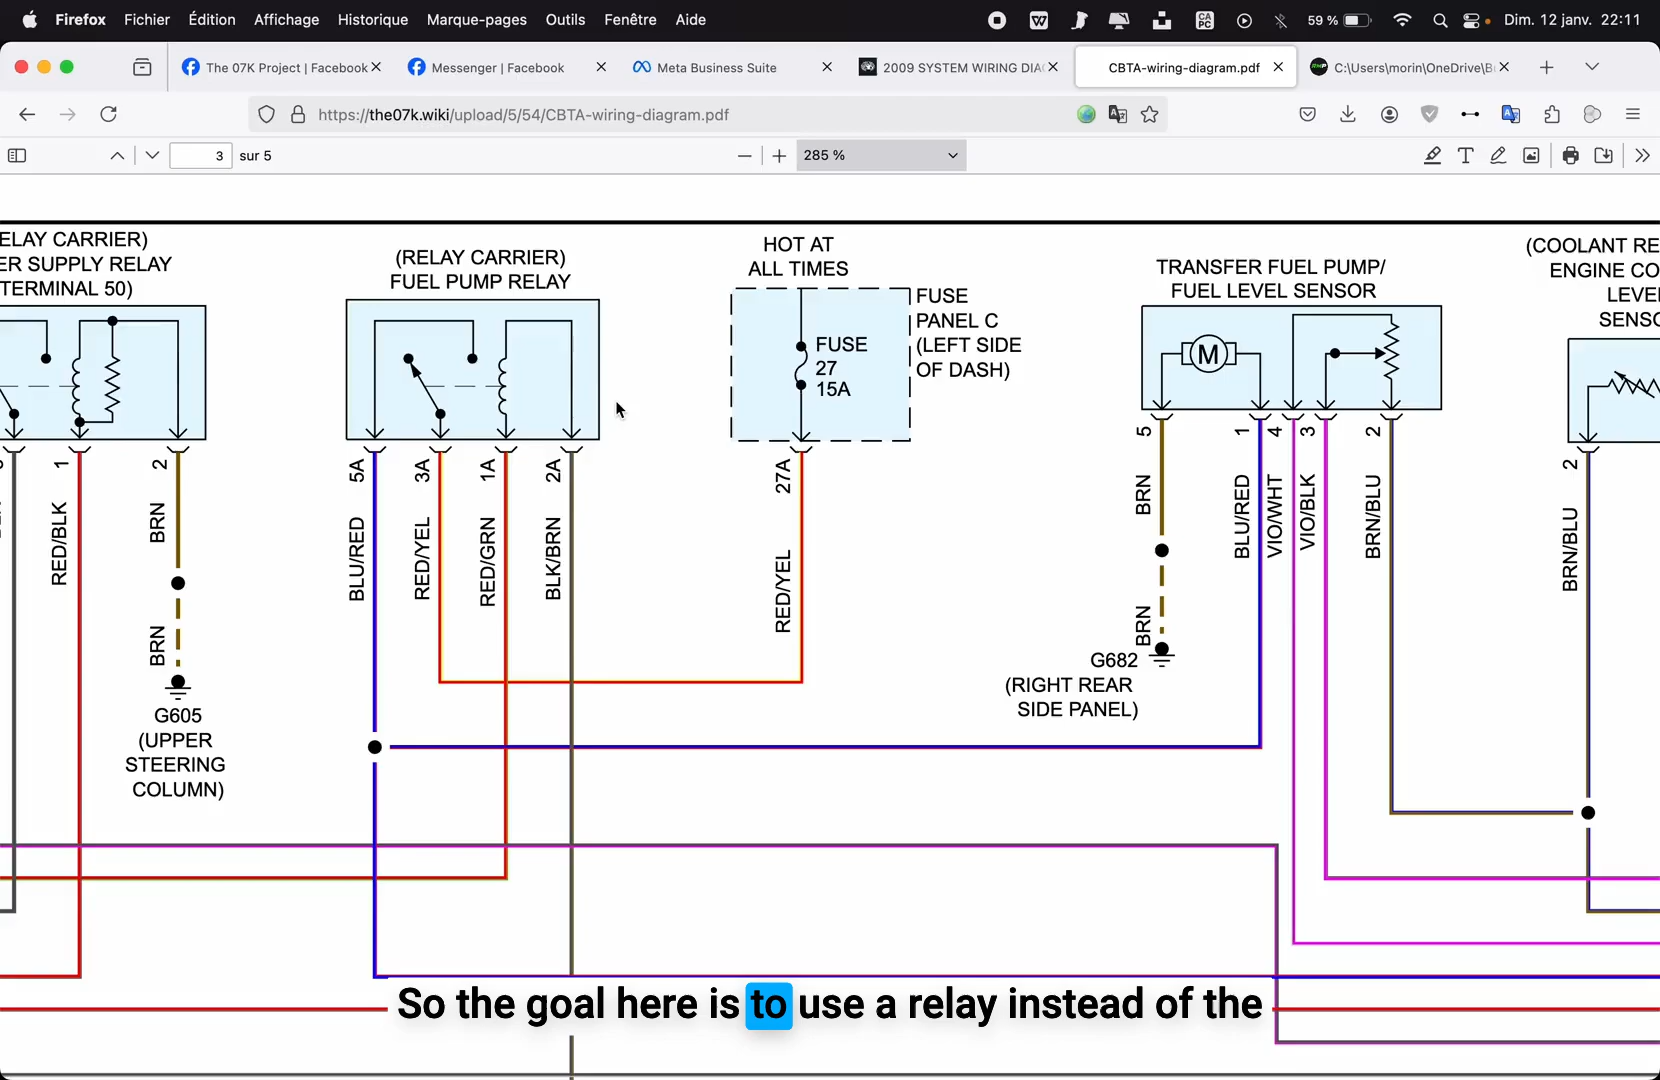 Firefox Fichier Édition Affichage Historique Marque-pages Outils Fenêtre Aide
CA PC
59 %
Dim. 12 janv. 22:11
The 07K Project | Facebook
Messenger | Facebook
Meta Business Suite
2009 SYSTEM WIRING DIA
CBTA-wiring-diagram.pdf
C:\Users\morin\OneDrive\B
https://the07k.wiki/upload/5/54/CBTA-wiring-diagram.pdf
3 sur 5
285 %
ELAY CARRIER)
ER SUPPLY RELAY
TERMINAL 50)
(RELAY CARRIER)
FUEL PUMP RELAY
HOT AT
ALL TIMES
FUSE
27
15A
FUSE
PANEL C
(LEFT SIDE
OF DASH)
TRANSFER FUEL PUMP/
FUEL LEVEL SENSOR
M
(COOLANT RE
ENGINE CO
LEVE
SENSO
1
2
5A
3A
1A
2A
27A
5
1
4
3
2
2
RED/BLK
BRN
BRN
BLU/RED
RED/YEL
RED/GRN
BLK/BRN
RED/YEL
BRN
BRN
BLU/RED
VIO/WHT
VIO/BLK
BRN/BLU
BRN/BLU
G605
(UPPER
STEERING
COLUMN)
G682
(RIGHT REAR
SIDE PANEL)
So the goal here is to use a relay instead of the